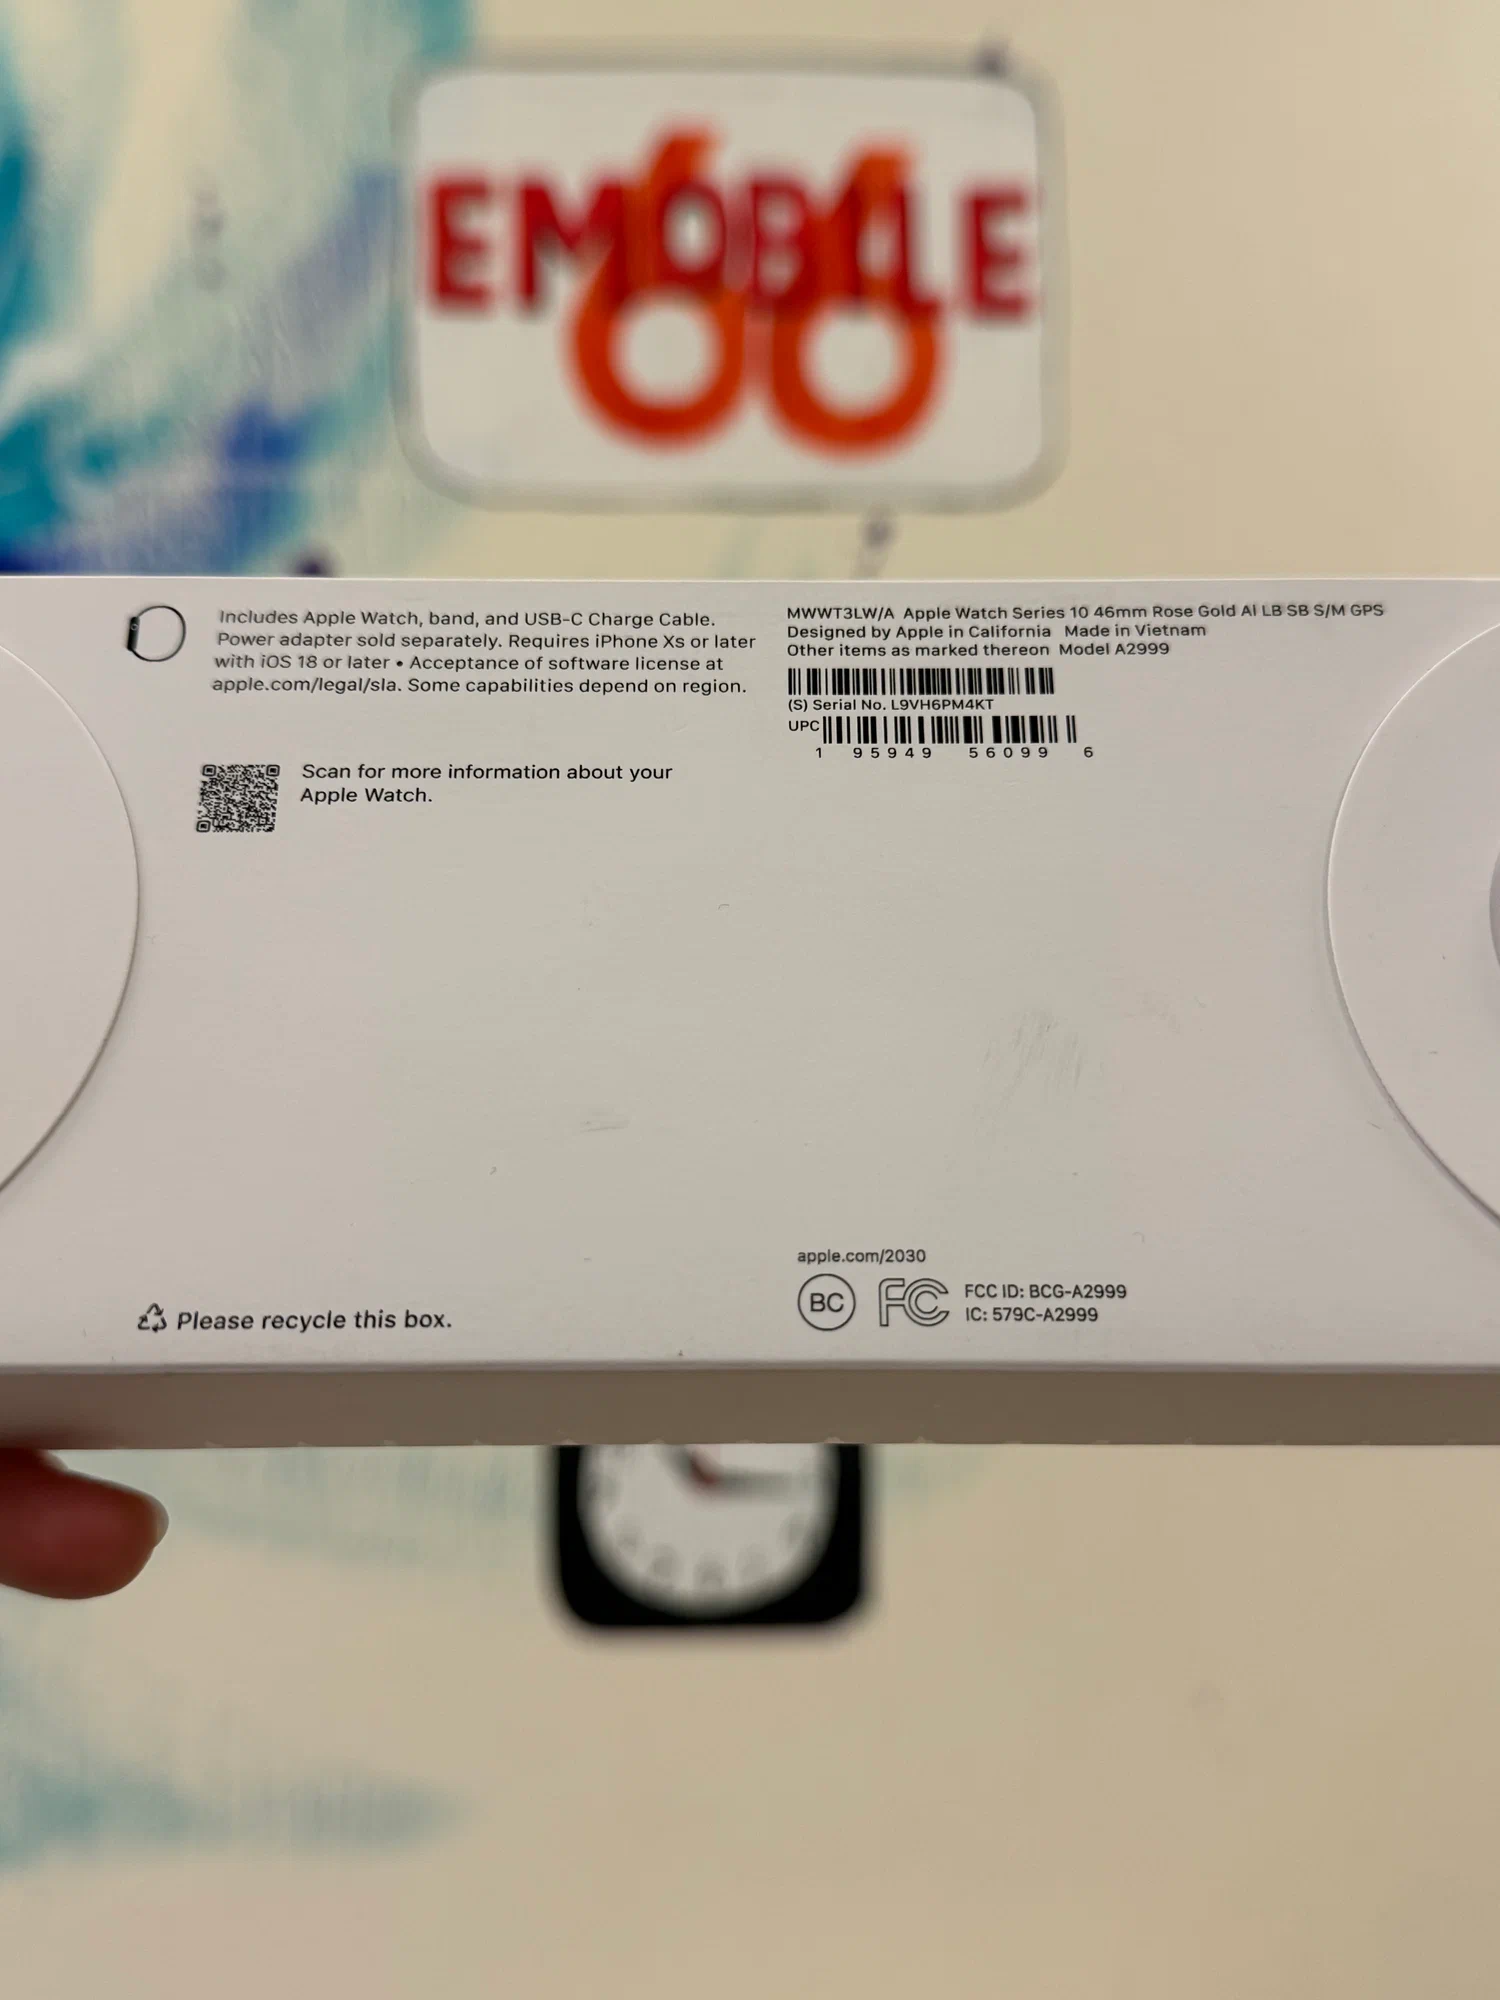 EMOBILE
66
Includes Apple Watch, band, and USB-C Charge Cable.
Power adapter sold separately. Requires iPhone Xs or later
with iOS 18 or later • Acceptance of software license at
apple.com/legal/sla. Some capabilities depend on region.
Scan for more information about your
Apple Watch.
MWWT3LW/A Apple Watch Series 10 46mm Rose Gold Al LB SB S/M GPS
Designed by Apple in California Made in Vietnam
Other items as marked thereon Model A2999
(S) Serial No. L9VH6PM4KT
UPC
1 95949 56099 6
Please recycle this box.
apple.com/2030
BC FC FCC ID: BCG-A2999
IC: 579C-A2999